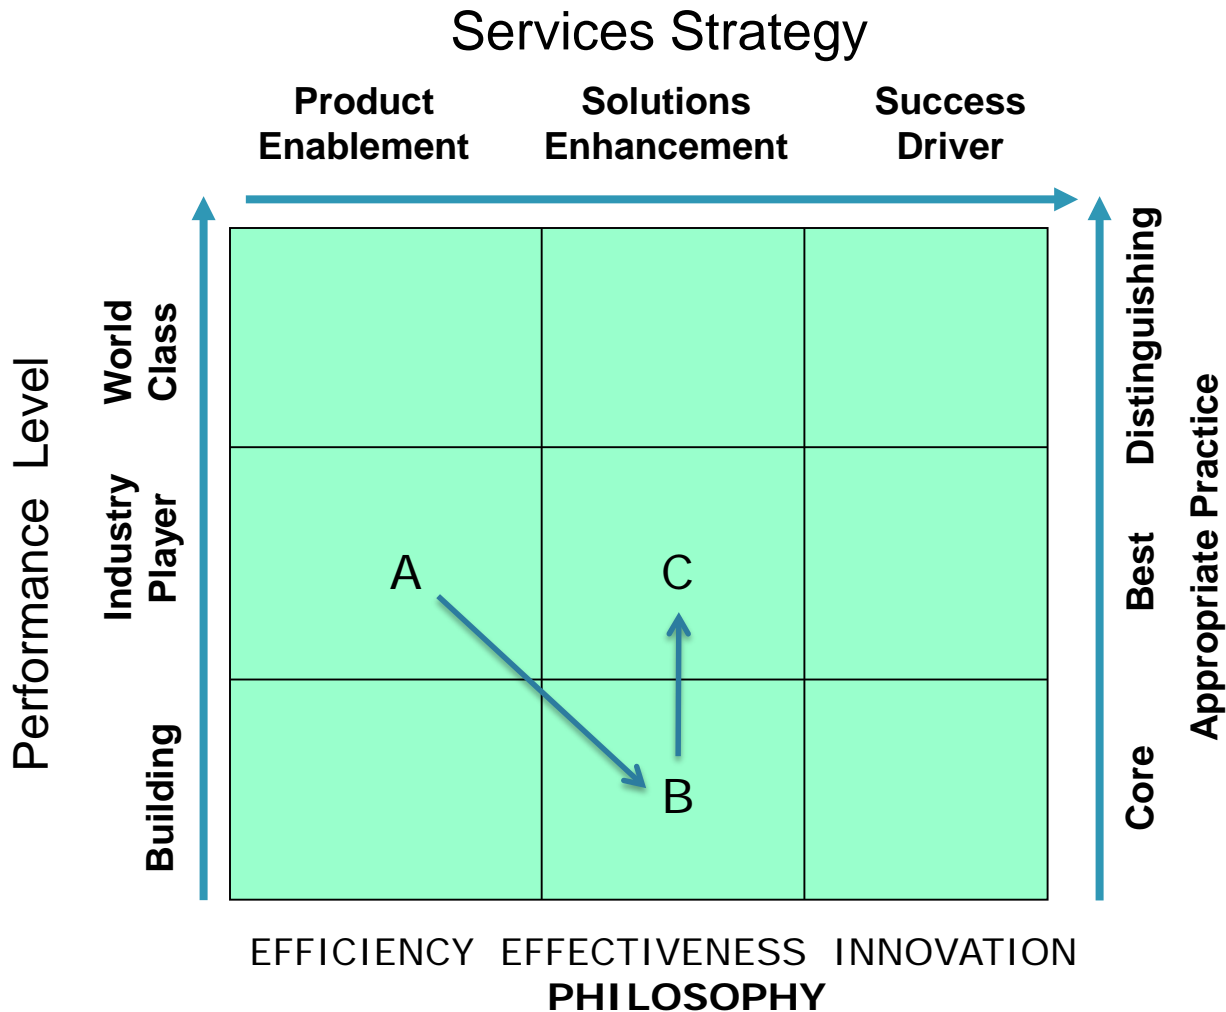 Services Strategy
Product
Enablement
Solutions
Enhancement
Success
Driver
Performance Level
World
Class
Industry
Player
Building
A
C
B
Distinguishing
Best
Core
Appropriate Practice
EFFICIENCY EFFECTIVENESS INNOVATION
PHILOSOPHY